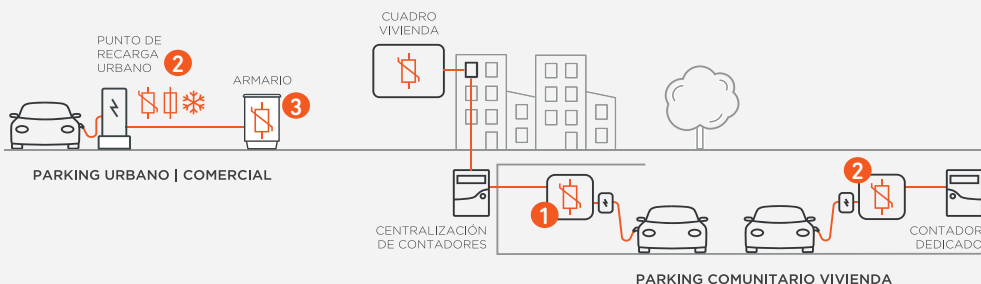 CUADRO
VIVIENDA
PUNTO DE
RECARGA
URBANO
2
ARMARIO
3
PARKING URBANO | COMERCIAL
CENTRALIZACIÓN
DE CONTADORES
1
2
CONTADOR
DEDICADO
PARKING COMUNITARIO VIVIENDA